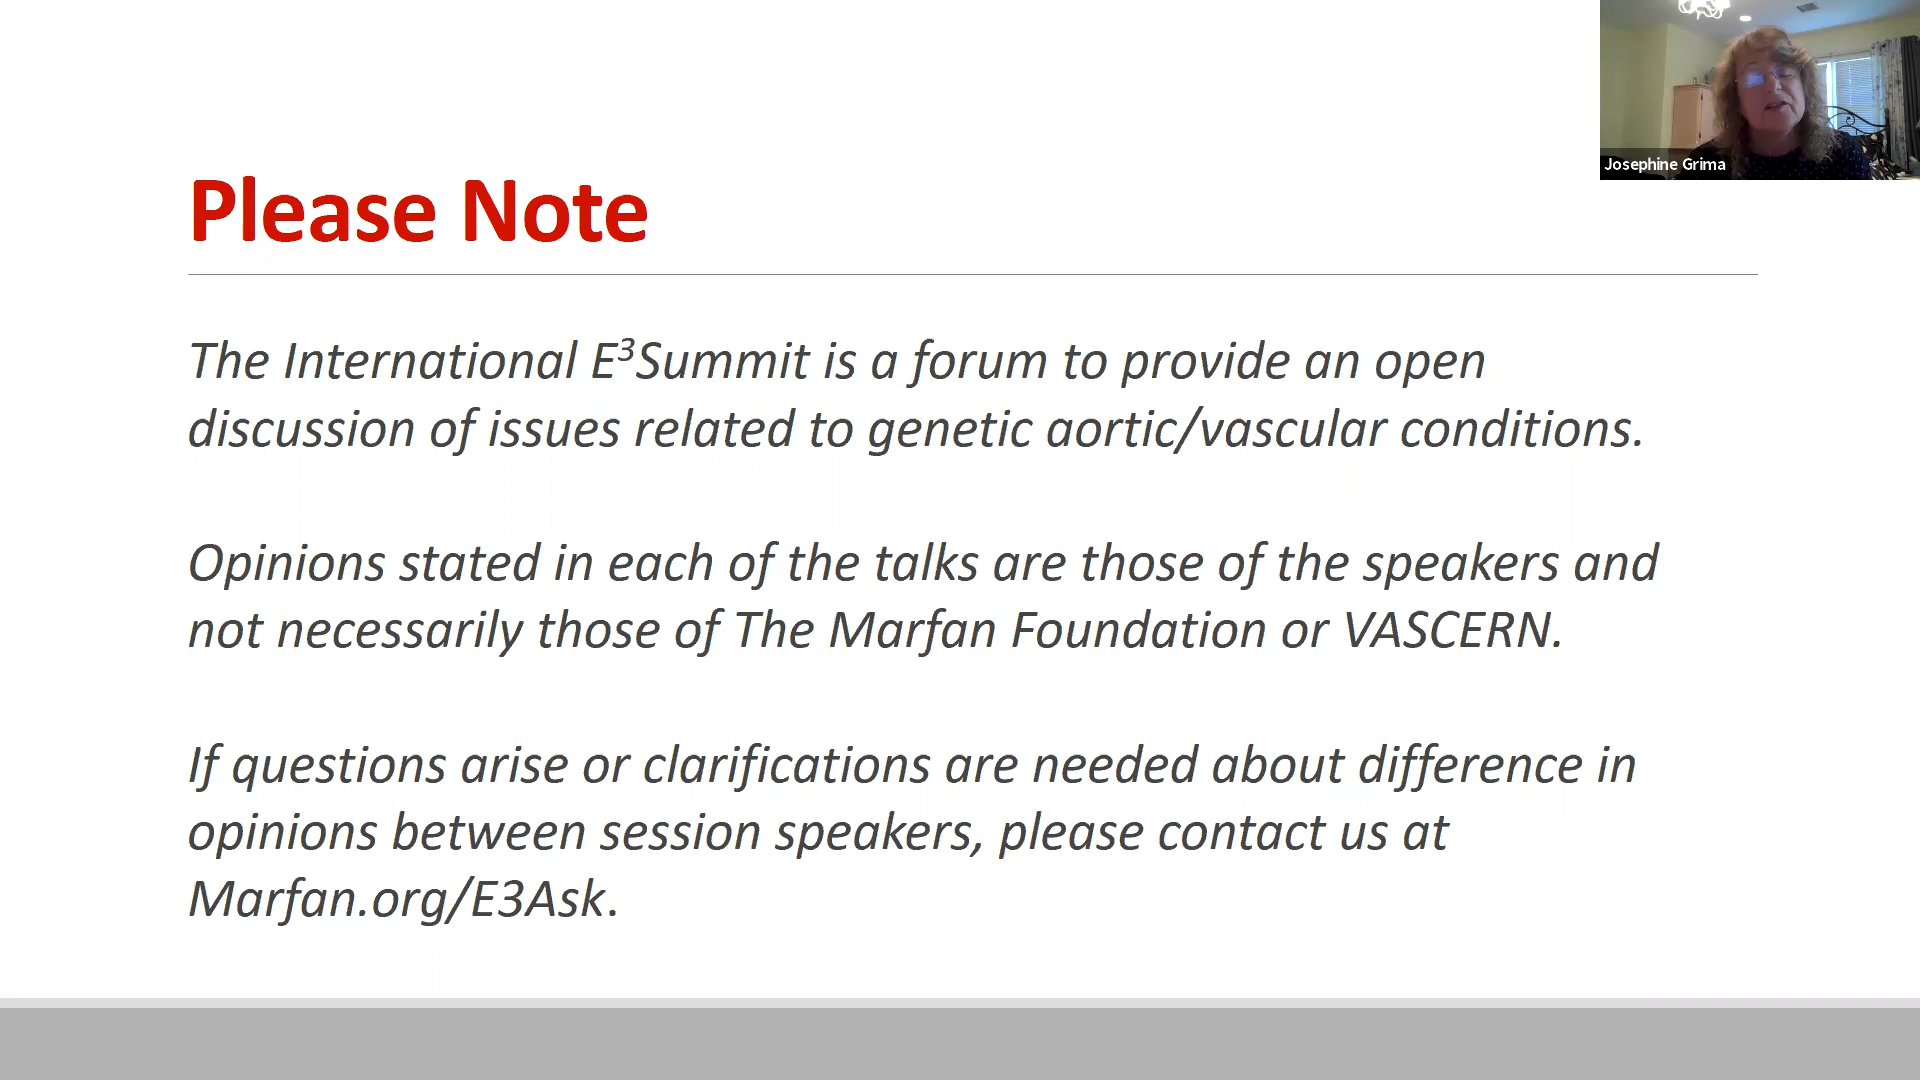 Josephine Grima
Please Note
The International E³Summit is a forum to provide an open
discussion of issues related to genetic aortic/vascular conditions.
Opinions stated in each of the talks are those of the speakers and
not necessarily those of The Marfan Foundation or VASCERN.
If questions arise or clarifications are needed about difference in
opinions between session speakers, please contact us at
Marfan.org/E3Ask.